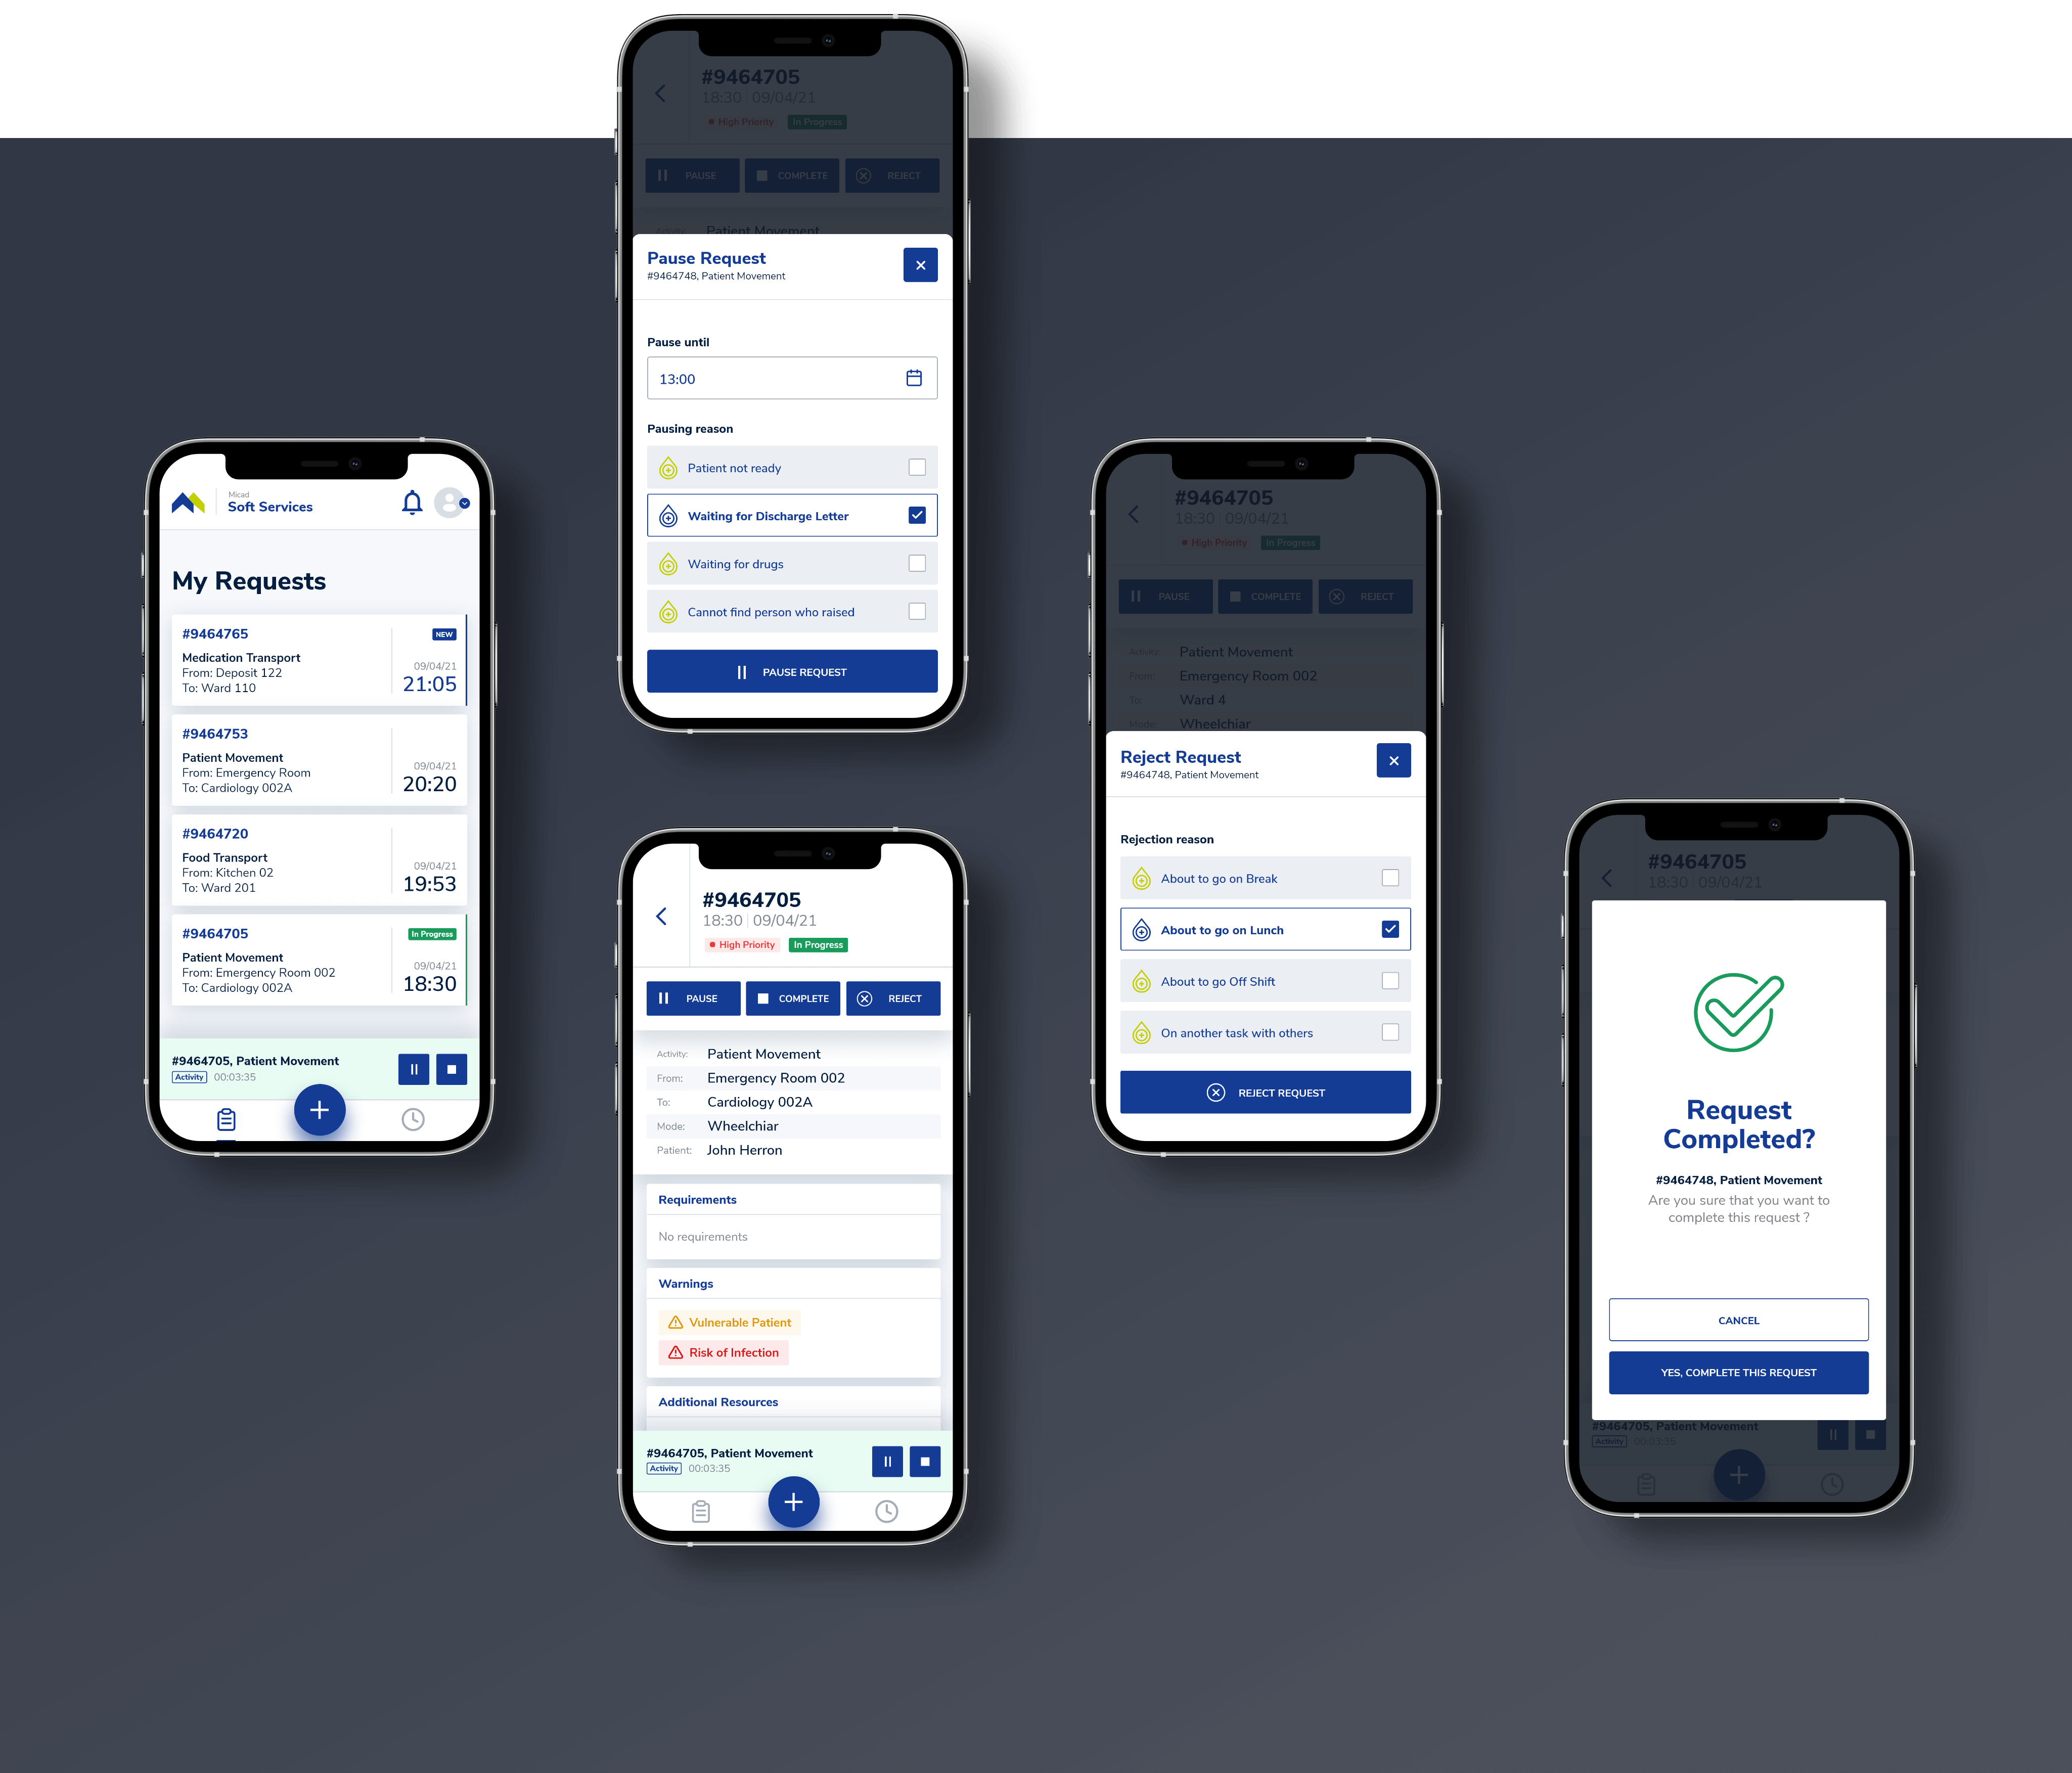 Micad
Soft Services
My Requests
#9464765
NEW
Medication Transport
From: Deposit 122
To: Ward 110
09/04/21
21:05
#9464753
Patient Movement
From: Emergency Room
To: Cardiology 002A
09/04/21
20:20
#9464720
Food Transport
From: Kitchen 02
To: Ward 201
09/04/21
19:53
#9464705
In Progress
Patient Movement
From: Emergency Room 002
To: Cardiology 002A
09/04/21
18:30
#9464705, Patient Movement
Activity 00:03:35
#9464705
18:30 09/04/21
High Priority In Progress
PAUSE COMPLETE REJECT
Activity: Patient Movement
Pause Request
#9464748, Patient Movement
Pause until
13:00
Pausing reason
Patient not ready
Waiting for Discharge Letter
Waiting for drugs
Cannot find person who raised
PAUSE REQUEST
#9464705
18:30 09/04/21
High Priority In Progress
PAUSE COMPLETE REJECT
Activity: Patient Movement
From: Emergency Room 002
To: Cardiology 002A
Mode: Wheelchiar
Patient: John Herron
Requirements
No requirements
Warnings
Vulnerable Patient
Risk of Infection
Additional Resources
#9464705, Patient Movement
Activity 00:03:35
#9464705
18:30 09/04/21
High Priority In Progress
PAUSE COMPLETE REJECT
Activity: Patient Movement
From: Emergency Room 002
To: Ward 4
Mode: Wheelchiar
Reject Request
#9464748, Patient Movement
Rejection reason
About to go on Break
About to go on Lunch
About to go Off Shift
On another task with others
REJECT REQUEST
#9464705
18:30 09/04/21
Request
Completed?
#9464748, Patient Movement
Are you sure that you want to
complete this request ?
CANCEL
YES, COMPLETE THIS REQUEST
#9464705, Patient Movement
Activity 00:03:35